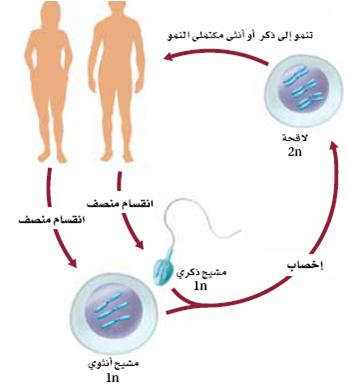 تنمو إلى ذكر أو أنثى مكتملي النمو
لاقحة
2n
انقسام منصف
انقسام منصف
إخصاب
مشيج ذكري
1n
مشيج أنثوي
1n